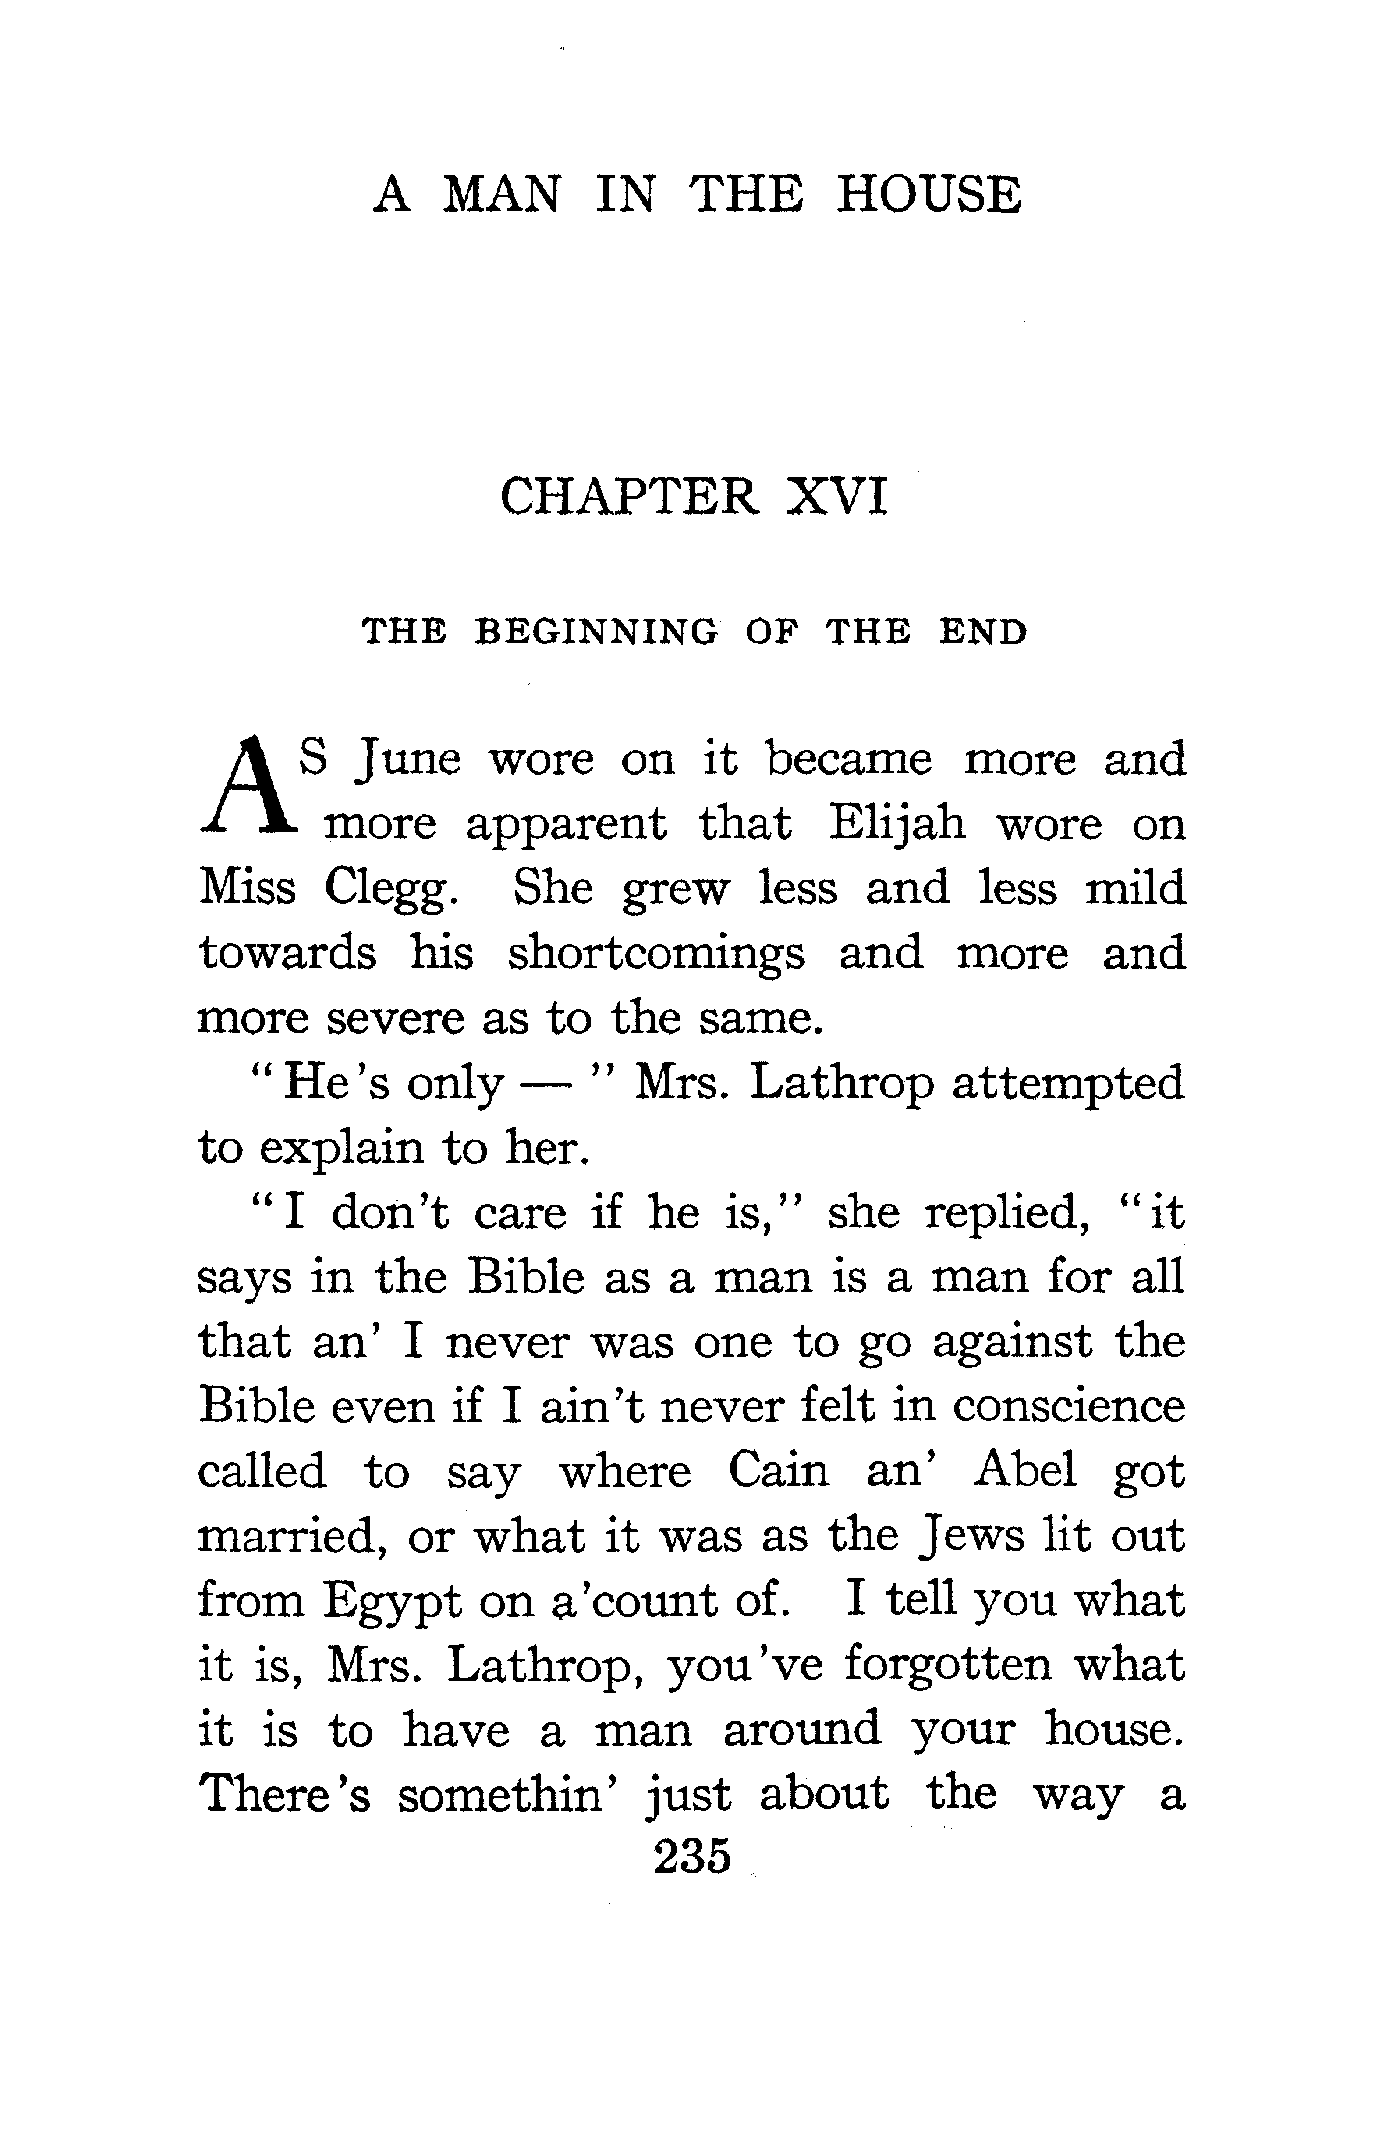 A MAN IN THE HOUSE
CHAPTER XVI
THE BEGINNING OF THE END
AS June wore on it became more and
more apparent that Elijah wore on
Miss Clegg. She grew less and less mild
towards his shortcomings and more and
more severe as to the same.
“He's only — ” Mrs. Lathrop attempted
to explain to her.
“I don't care if he is,” she replied, “it
says in the Bible as a man is a man for all
that an' I never was one to go against the
Bible even if I ain't never felt in conscience
called to say where Cain an' Abel got
married, or what it was as the Jews lit out
from Egypt on a'count of. I tell you what
it is, Mrs. Lathrop, you've forgotten what
it is to have a man around your house.
There's somethin' just about the way a
235